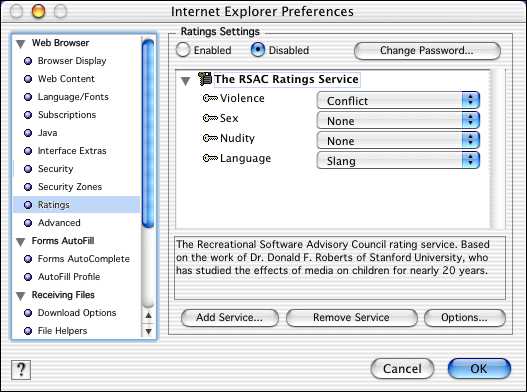 Internet Explorer Preferences
Web Browser
Browser Display
Web Content
Language/Fonts
Subscriptions
Java
Interface Extras
Security
Security Zones
Ratings
Advanced
Forms AutoFill
Forms AutoComplete
AutoFill Profile
Receiving Files
Download Options
File Helpers
Ratings Settings
Enabled
Disabled
Change Password...
The RSAC Ratings Service
Violence
Conflict
Sex
None
Nudity
None
Language
Slang
The Recreational Software Advisory Council rating service. Based
on the work of Dr. Donald F. Roberts of Stanford University, who
has studied the effects of media on children for nearly 20 years.
Add Service...
Remove Service
Options...
?
Cancel
OK